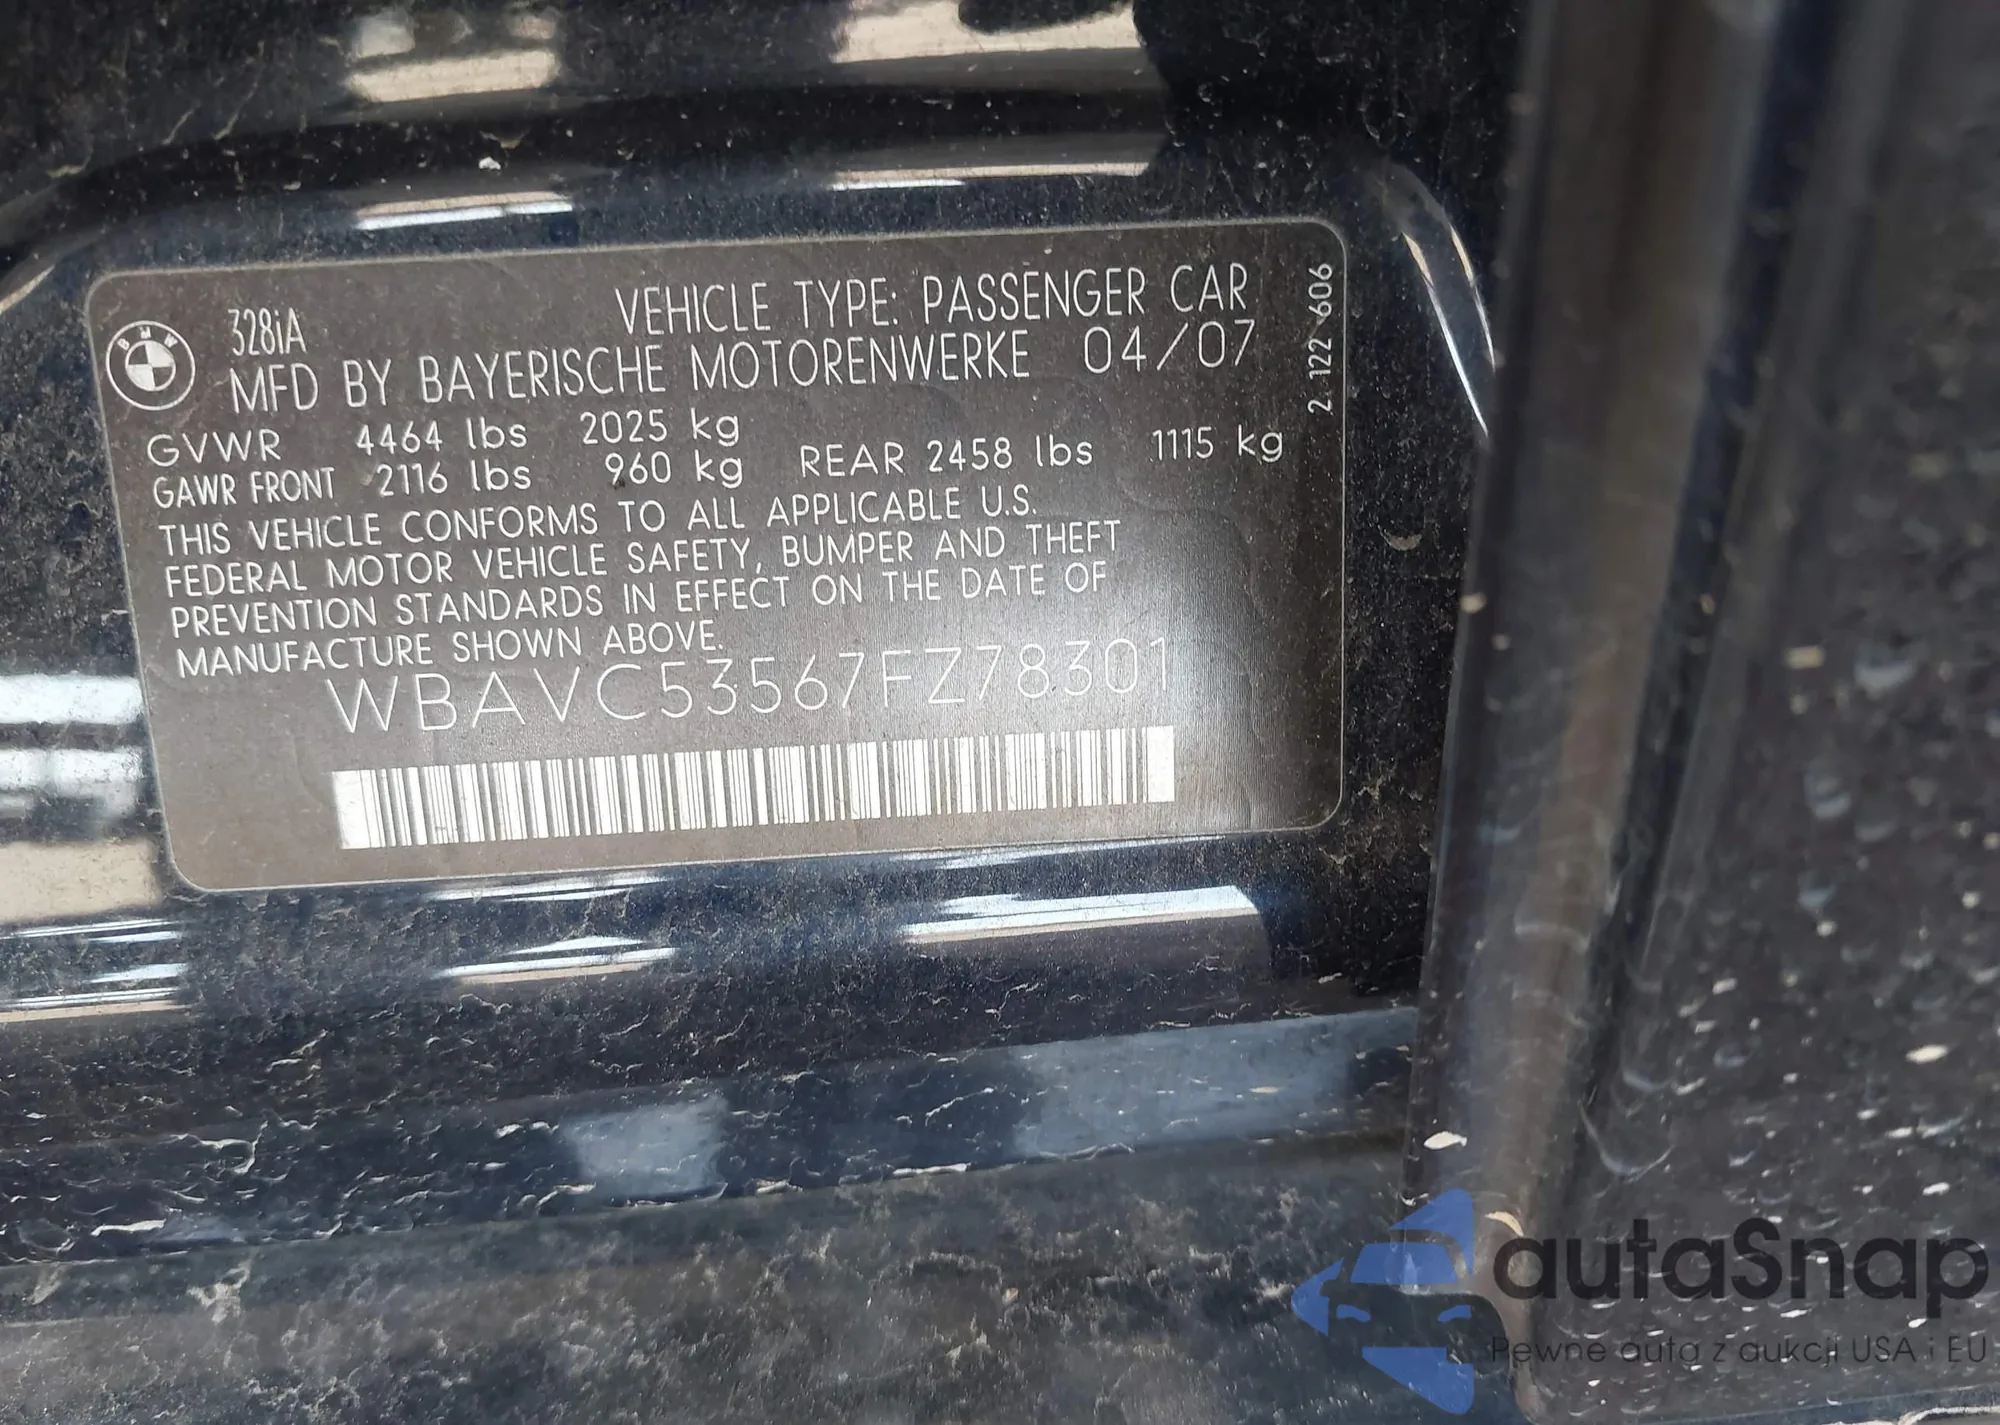 BMW
328iA
VEHICLE TYPE: PASSENGER CAR
MFD BY BAYERISCHE MOTORENWERKE 04/07
GVWR 4464 lbs 2025 kg
GAWR FRONT 2116 lbs 960 kg REAR 2458 lbs 1115 kg
THIS VEHICLE CONFORMS TO ALL APPLICABLE U.S.
FEDERAL MOTOR VEHICLE SAFETY, BUMPER AND THEFT
PREVENTION STANDARDS IN EFFECT ON THE DATE OF
MANUFACTURE SHOWN ABOVE.
WBAVC53567FZ78301
2 122 606
autaSnap
Pewne auta z aukcji USA i EU